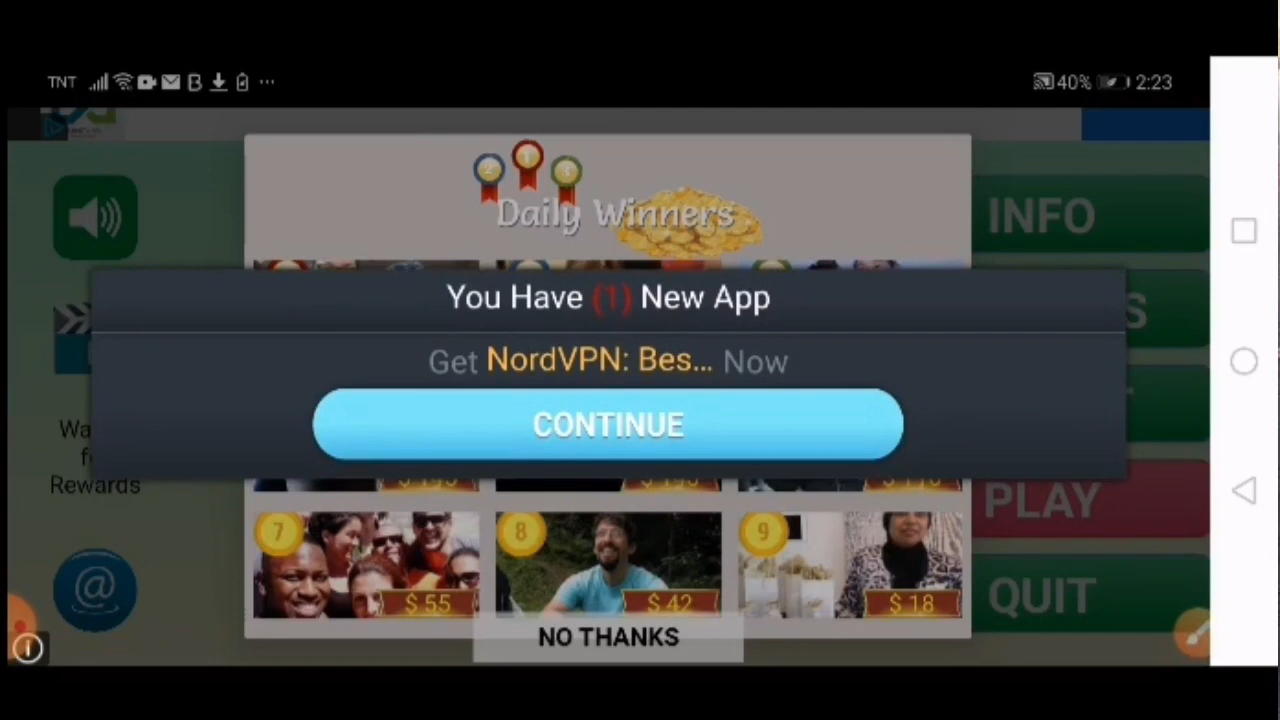 TNT
40%
2:23
Daily Winners
INFO
You Have (1) New App
Get NordVPN: Bes... Now
CONTINUE
Rewards
PLAY
7
8
9
$ 55
$ 42
$ 18
QUIT
NO THANKS